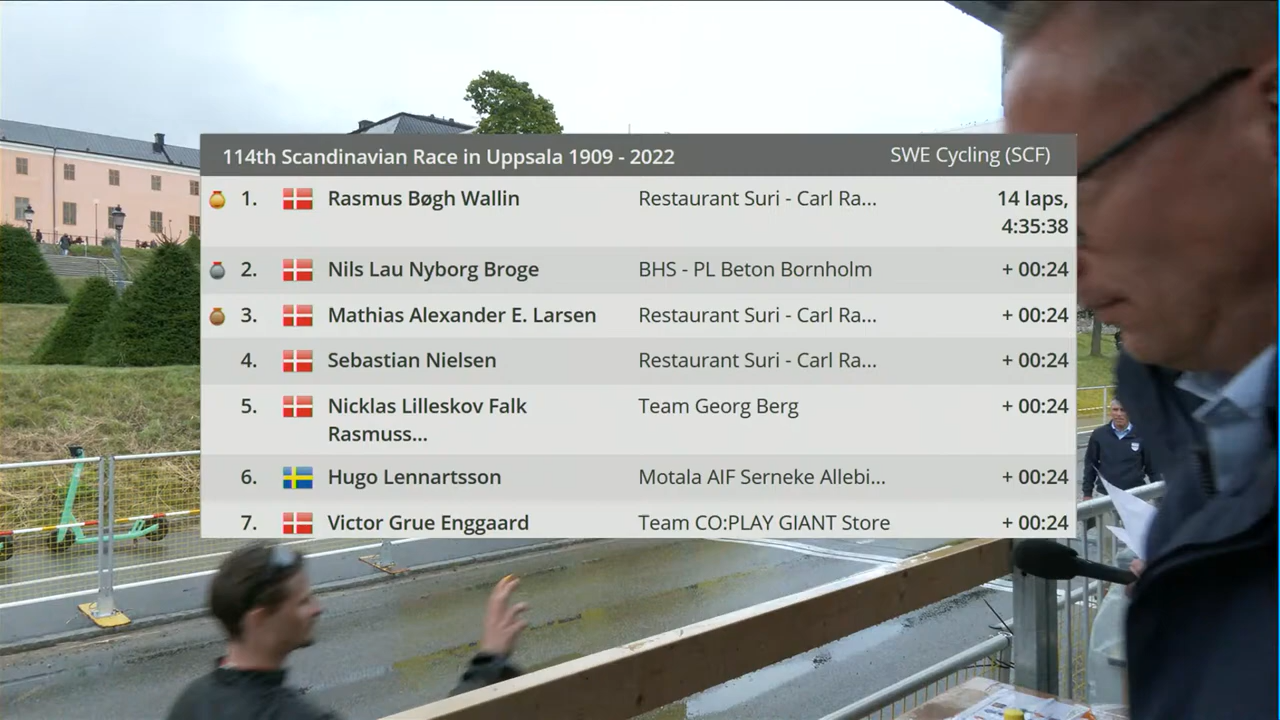 114th Scandinavian Race in Uppsala 1909 - 2022 SWE Cycling (SCF)
1. Rasmus Bøgh Wallin Restaurant Suri - Carl Ra... 14 laps,
4:35:38
2. Nils Lau Nyborg Broge BHS - PL Beton Bornholm + 00:24
3. Mathias Alexander E. Larsen Restaurant Suri - Carl Ra... + 00:24
4. Sebastian Nielsen Restaurant Suri - Carl Ra... + 00:24
5. Nicklas Lilleskov Falk Team Georg Berg + 00:24
Rasmuss...
6. Hugo Lennartsson Motala AIF Serneke Allebi... + 00:24
7. Victor Grue Enggaard Team CO:PLAY GIANT Store + 00:24